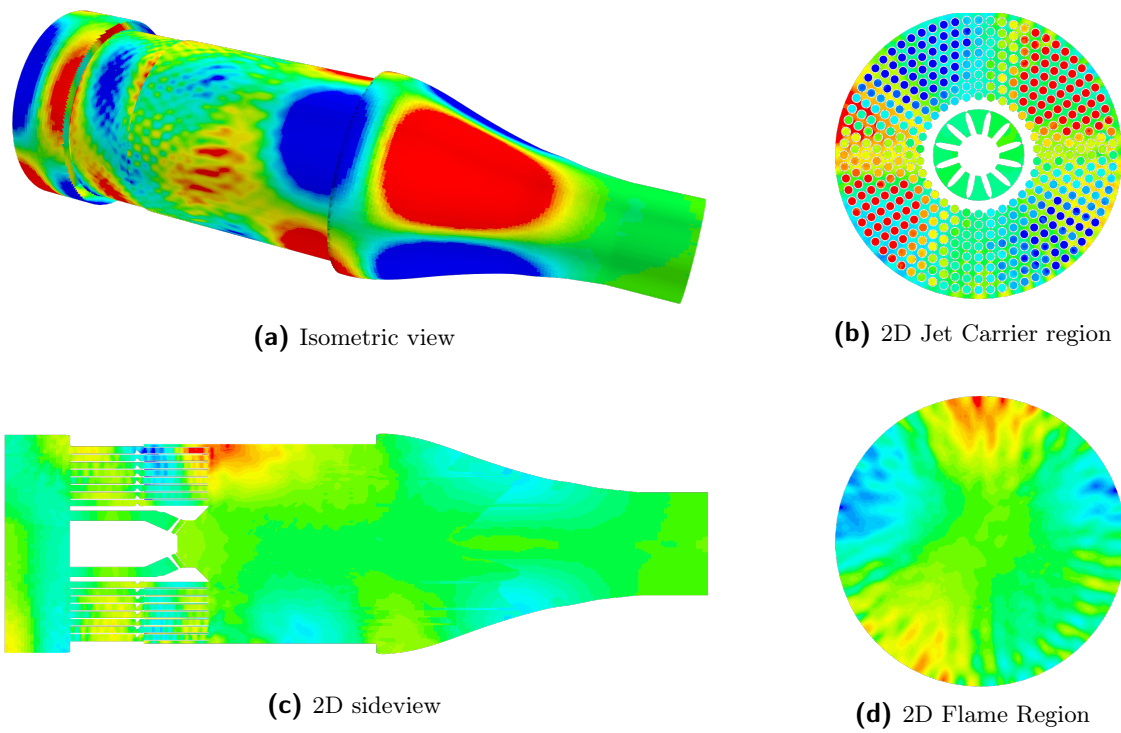 (a) Isometric view
(b) 2D Jet Carrier region
(c) 2D sideview
(d) 2D Flame Region